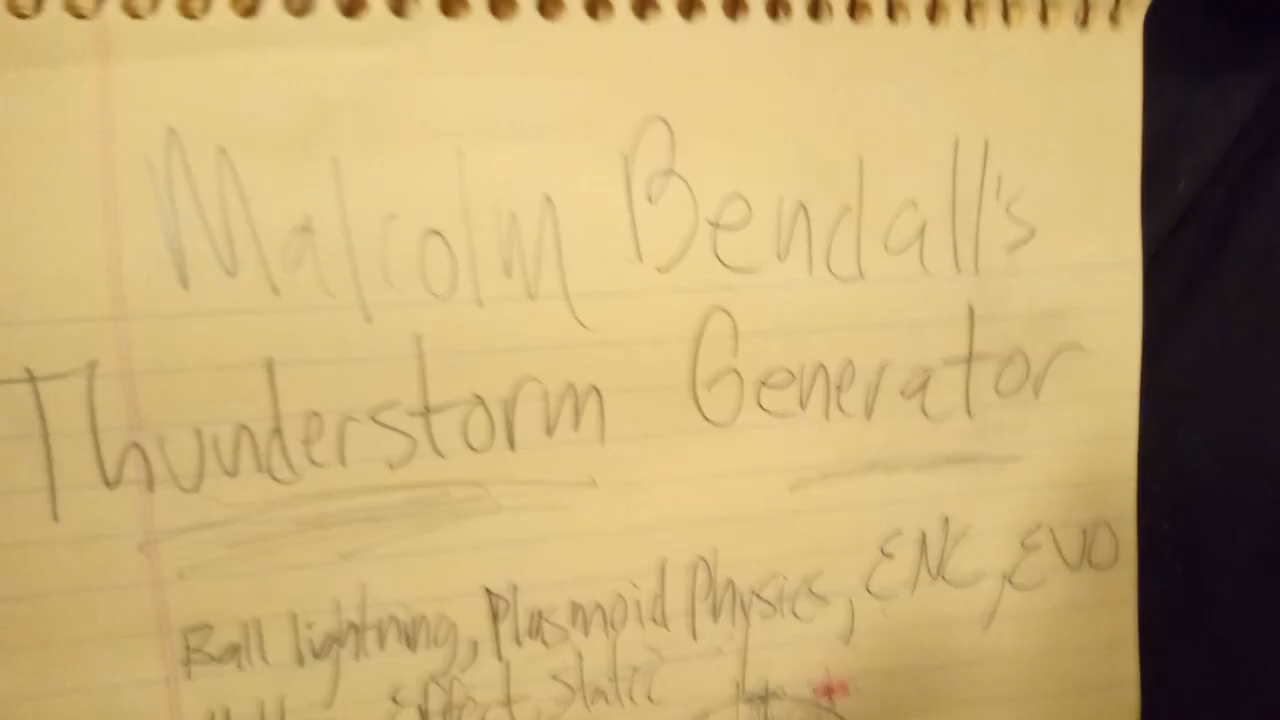 Malcolm Bendall's
Thunderstorm Generator
Ball lightning, Plasmoid Physics, ENC, EVO
Effect, static